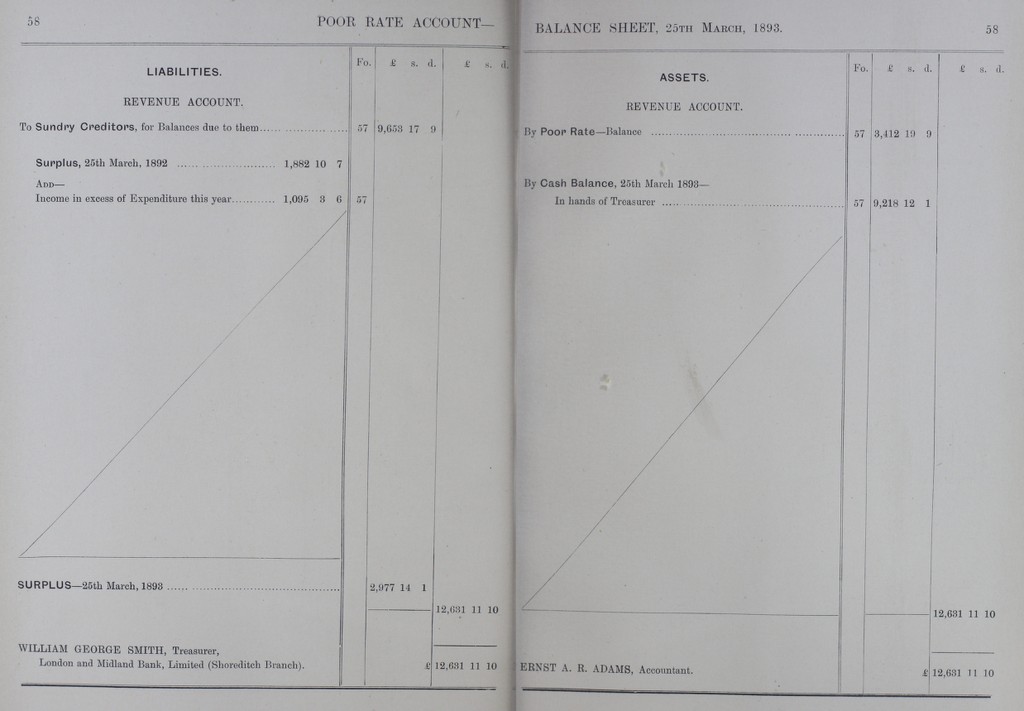 58 POOR RATE ACCOUNT—
Fo. £ s. d. £ s. d.
LIABILITIES.
REVENUE ACCOUNT.
To Sundry Creditors, for Balances due to them 57 9,653 17 9
Surplus, 25th March, 1892 1,882 10 7
ADD—
Income in excess of Expenditure this year 1,095 3 6 57
SURPLUS—25th March, 1893 2,977 14 1
12,631 11 10
WILLIAM GEORGE SMITH, Treasurer,
London and Midland Bank, Limited (Shoreditch Branch). £ 12,631 11 10
BALANCE SHEET, 25TH MARCH, 1893. 58
Fo. £ s. d. £ s. d.
ASSETS.
REVENUE ACCOUNT.
By Poor Rate—Balance 57 3,412 19 9
By Cash Balance, 25th March 1893—
In hands of Treasurer 57 9,218 12 1
12,631 11 10
ERNST A. R. ADAMS, Accountant. £ 12,631 11 10